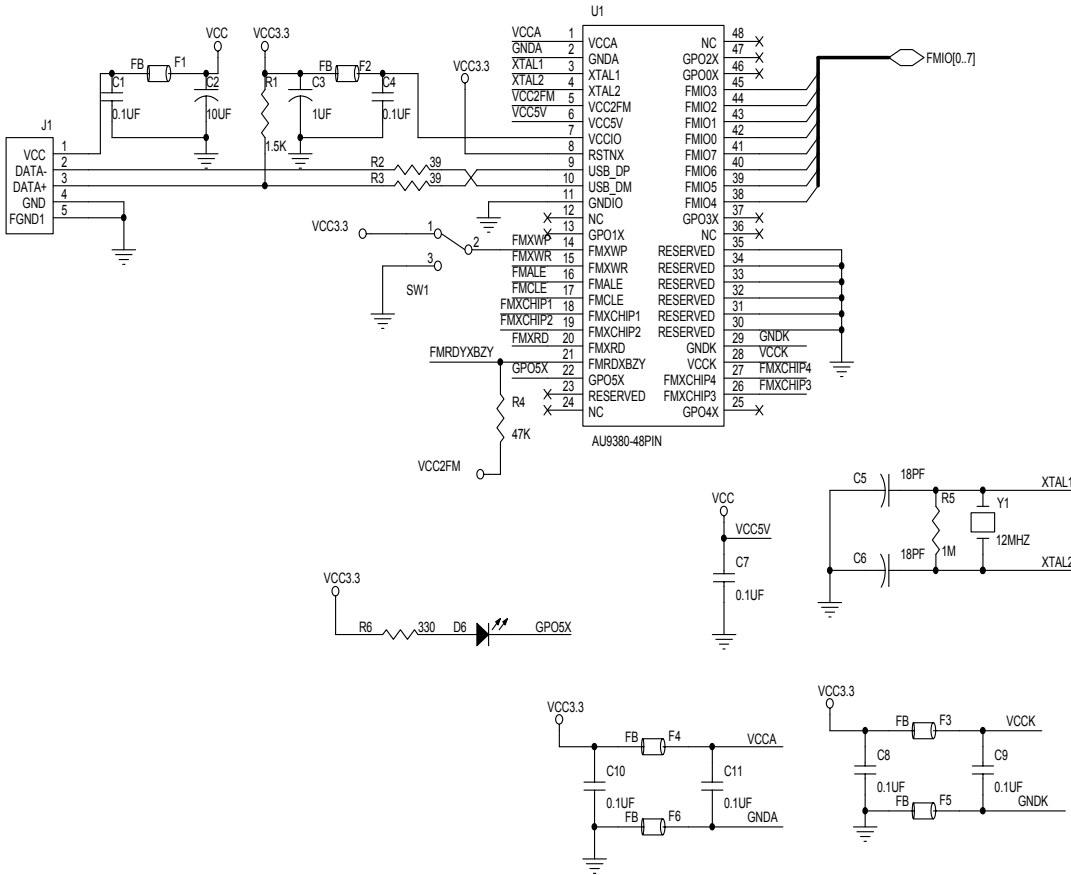 U1
VCC
VCC3.3
FB F1
FB F2
C1
0.1UF
C2
10UF
R1
1.5K
C3
1UF
C4
0.1UF
VCC3.3
J1
VCC 1
DATA- 2
DATA+ 3
GND 4
FGND1 5
R2 39
R3 39
VCCA 1 VCCA
GNDA 2 GNDA
XTAL1 3 XTAL1
XTAL2 4 XTAL2
VCC2FM 5 VCC2FM
VCC5V 6 VCC5V
7 VCCIO
8 RSTNX
9 USB_DP
10 USB_DM
11 GNDIO
12 NC
13 GPO1X
14 FMXWP
FMXWR 15 FMXWR
FMALE 16 FMALE
FMCLE 17 FMCLE
FMXCHIP1 18 FMXCHIP1
FMXCHIP2 19 FMXCHIP2
FMXRD 20 FMXRD
FMRDYXBZY 21 FMRDXBZY
GPO5X 22 GPO5X
23 RESERVED
24 NC
NC 48
GPO2X 47
GPO0X 46
FMIO3 45
FMIO2 44
FMIO1 43
FMIO0 42
FMIO7 41
FMIO6 40
FMIO5 39
FMIO4 38
GPO3X 37
NC 36
RESERVED 35
RESERVED 34
RESERVED 33
RESERVED 32
RESERVED 31
RESERVED 30
GNDK 29 GNDK
VCCK 28 VCCK
FMXCHIP4 27 FMXCHIP4
FMXCHIP3 26 FMXCHIP3
GPO4X 25
FMIO[0..7]
AU9380-48PIN
VCC3.3
1
2
3
SW1
R4
47K
VCC2FM
VCC
VCC5V
C7
0.1UF
C5 18PF
XTAL1
R5
1M
Y1
12MHZ
C6 18PF
XTAL2
VCC3.3
R6 330 D6 GPO5X
VCC3.3
FB F4 VCCA
C10
0.1UF
C11
0.1UF
FB F6 GNDA
VCC3.3
FB F3 VCCK
C8
0.1UF
C9
0.1UF
FB F5 GNDK